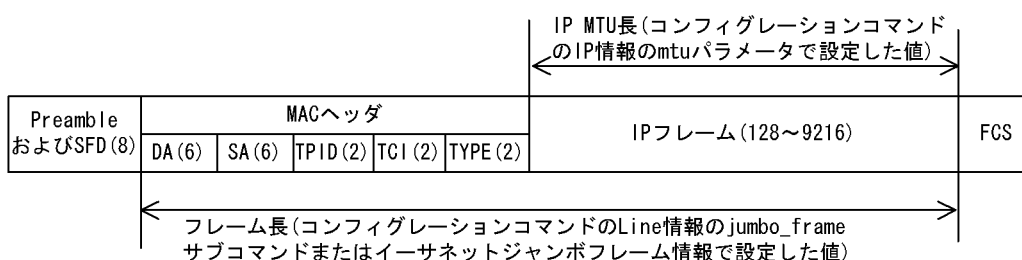 IP MTU長(コンフィグレーションコマンド
のIP情報のmtuパラメータで設定した値)
Preamble
およびSFD(8)
MACヘッダ
DA(6)
SA(6)
TPID(2)
TCI(2)
TYPE(2)
IPフレーム(128～9216)
FCS
フレーム長(コンフィグレーションコマンドのLine情報のjumbo_frame
サブコマンドまたはイーサネットジャンボフレーム情報で設定した値)